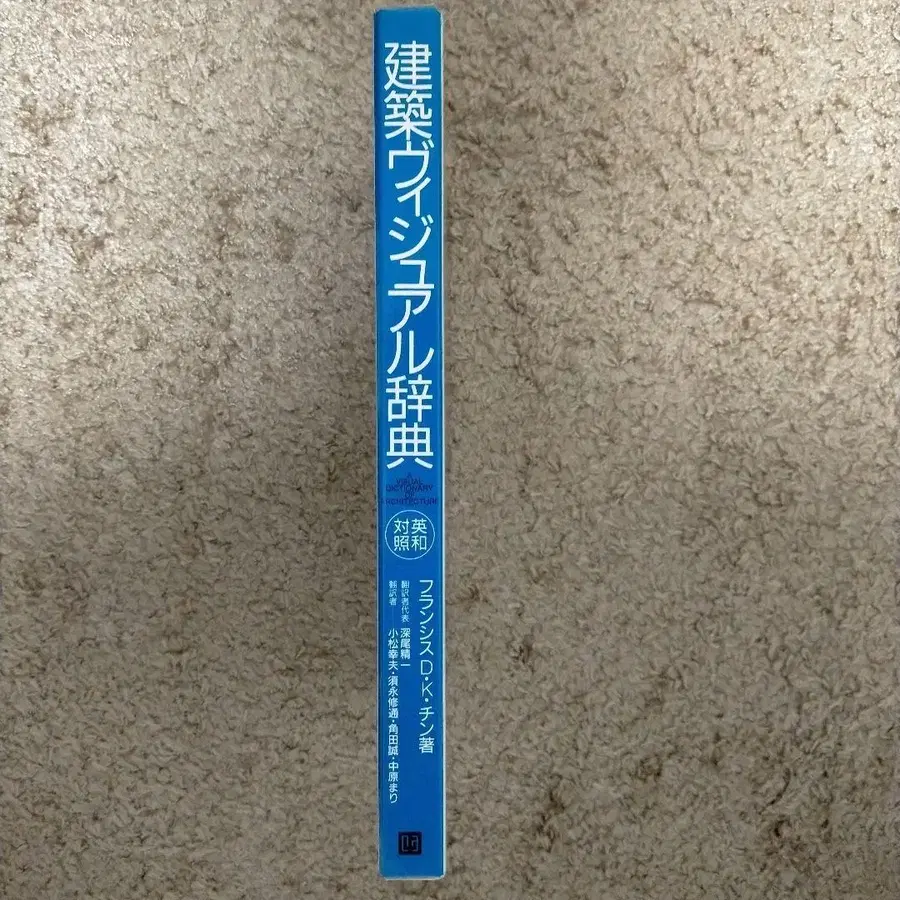 建築ヴィジュアル辞典
A
VISUAL
DICTIONARY
OF
ARCHITECTURE
英和
対照
フランシス D・K・チン著
翻訳者代表 深尾精一
翻訳者 小松幸夫・須永修通・角田誠・中原まり